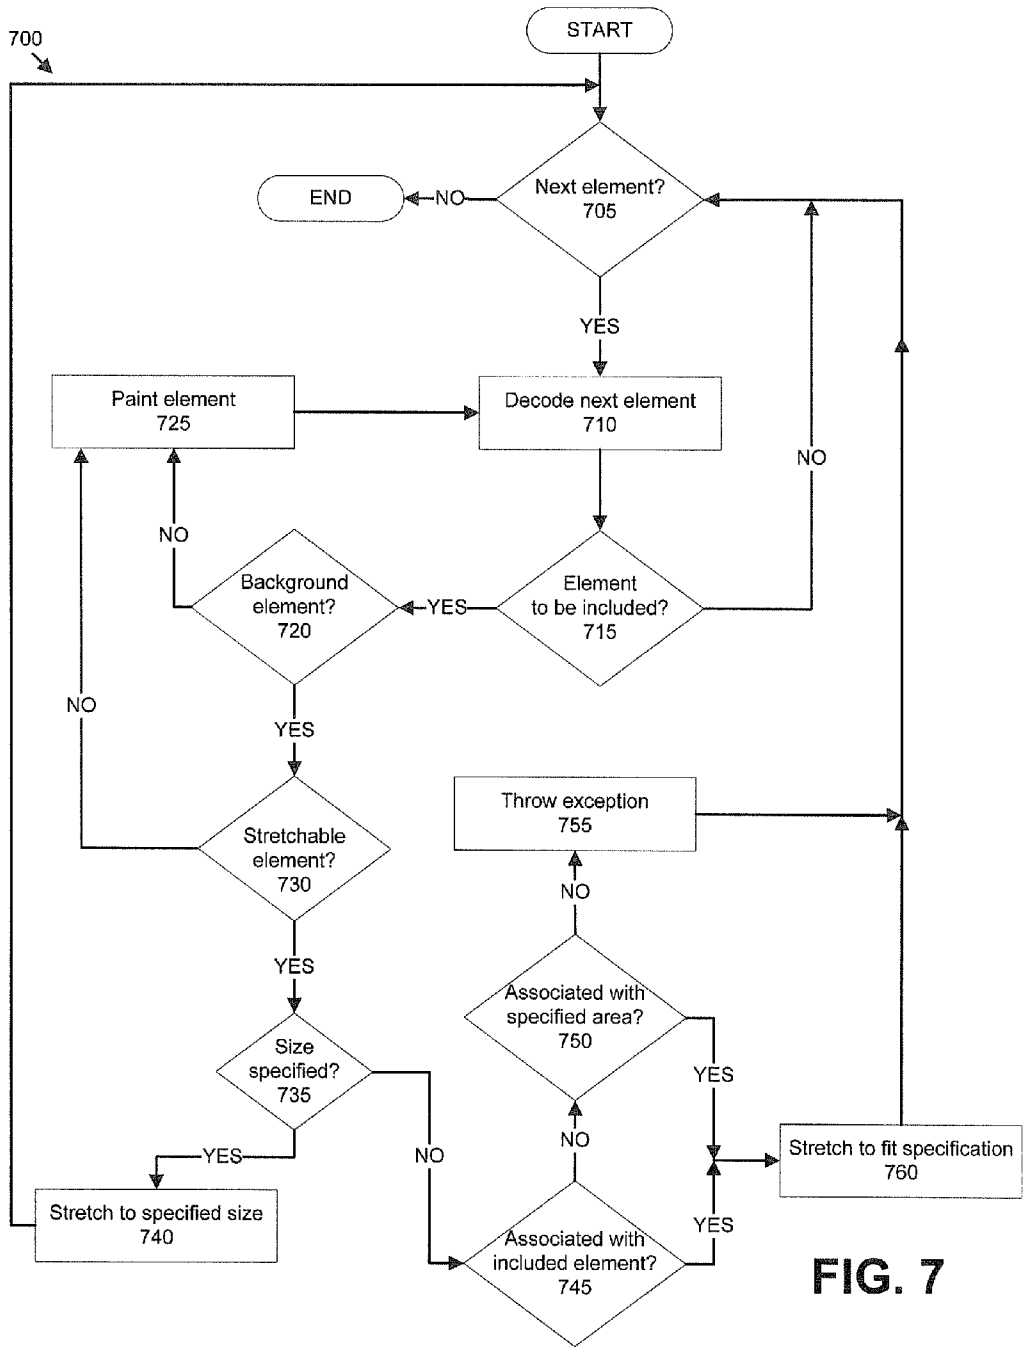 START
700
Next element?
705
NO
END
YES
Paint element
725
Decode next element
710
NO
NO
Background
element?
720
YES
Element
to be included?
715
NO
YES
Throw exception
755
Stretchable
element?
730
NO
YES
Associated with
specified area?
750
Size
specified?
735
YES
YES
NO
NO
Stretch to fit specification
760
Stretch to specified size
740
YES
Associated with
included element?
745
FIG. 7